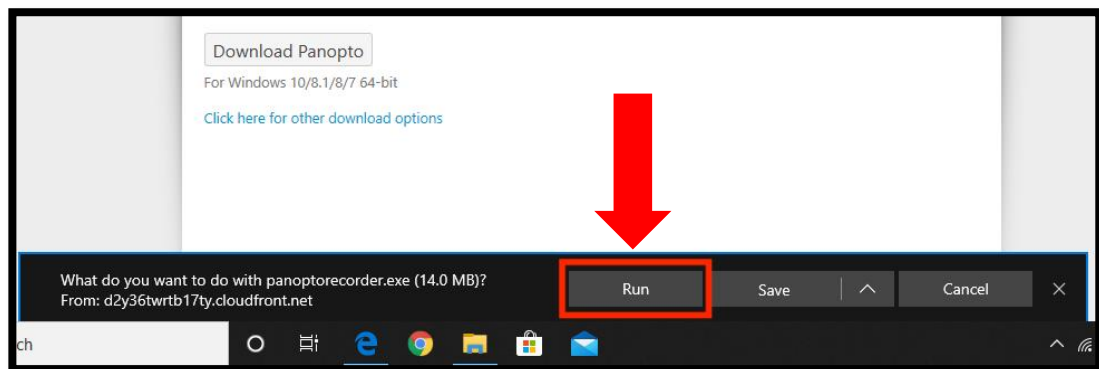 Download Panopto
For Windows 10/8.1/8/7 64-bit
Click here for other download options
What do you want to do with panoptorecorder.exe (14.0 MB)?
From: d2y36twrtb17ty.cloudfront.net
Run
Save
Cancel
ch